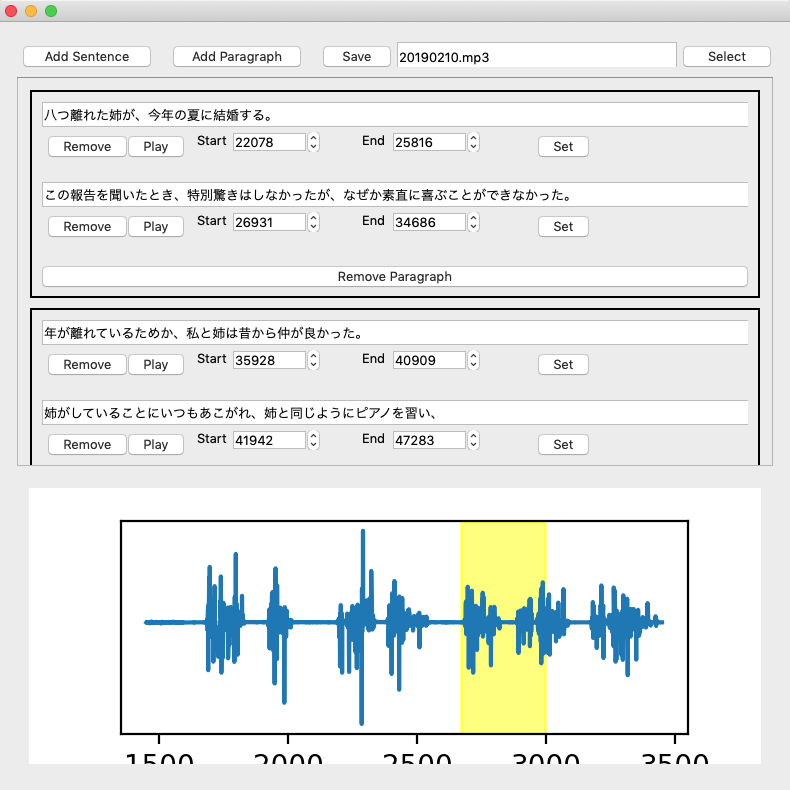 Add Sentence Add Paragraph Save 20190210.mp3 Select
八つ離れた姉が、今年の夏に結婚する。
Remove Play Start 22078 End 25816 Set
この報告を聞いたとき、特別驚きはしなかったが、なぜか素直に喜ぶことができなかった。
Remove Play Start 26931 End 34686 Set
Remove Paragraph
年が離れているためか、私と姉は昔から仲が良かった。
Remove Play Start 35928 End 40909 Set
姉がしていることにいつもあこがれ、姉と同じようにピアノを習い、
Remove Play Start 41942 End 47283 Set
1500 2000 2500 3000 3500